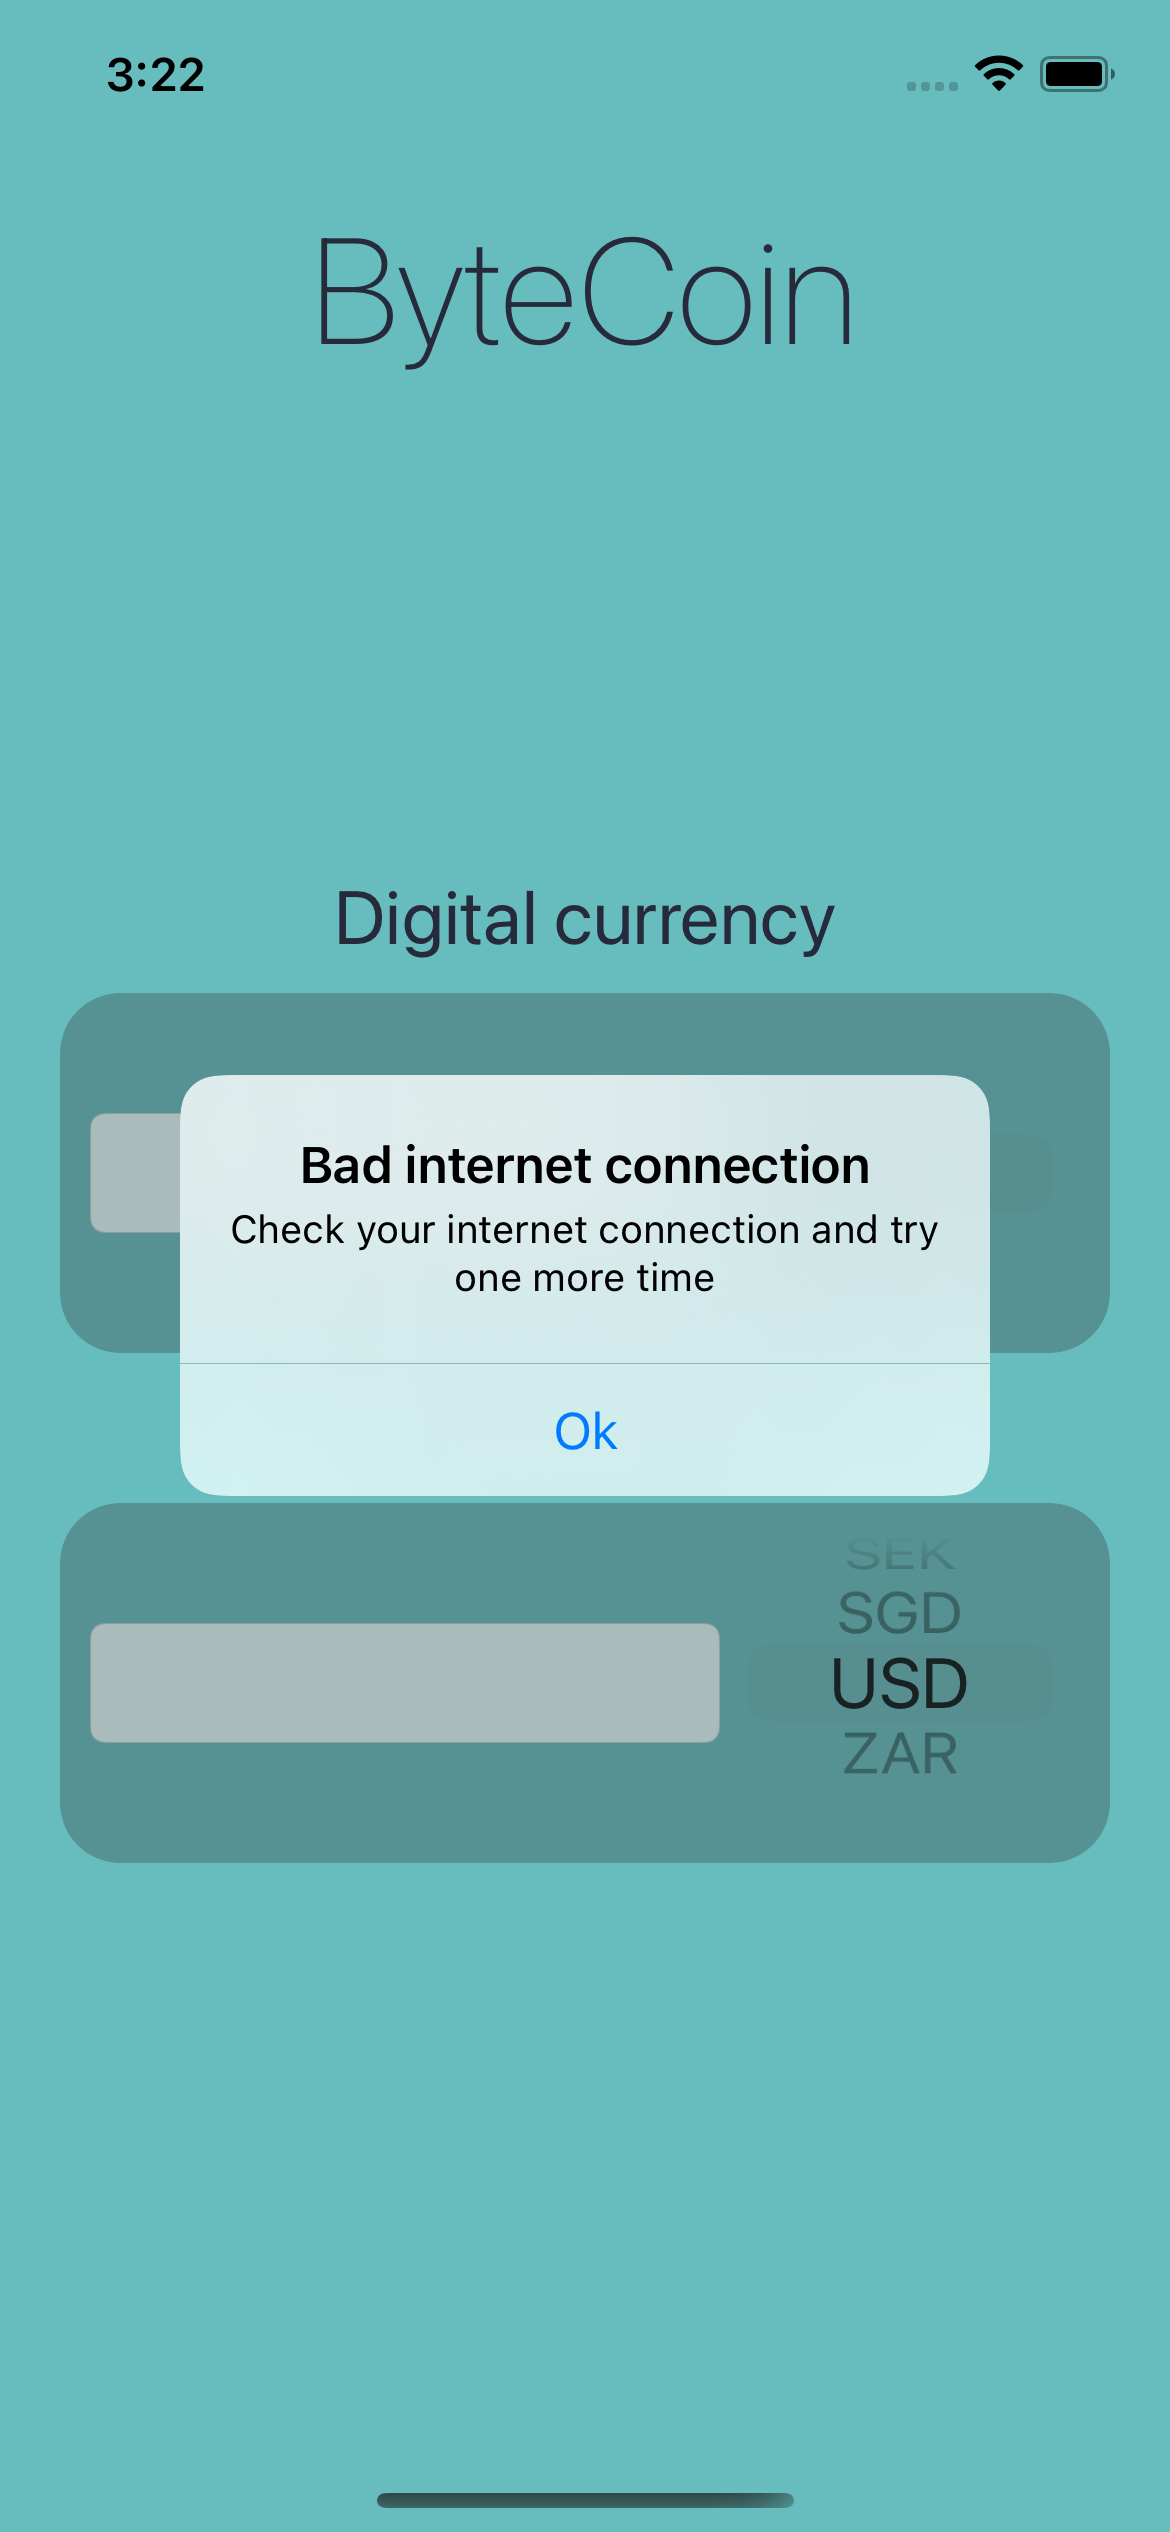 3:22
ByteCoin
Digital currency
Bad internet connection
Check your internet connection and try
one more time
Ok
SEK
SGD
USD
ZAR